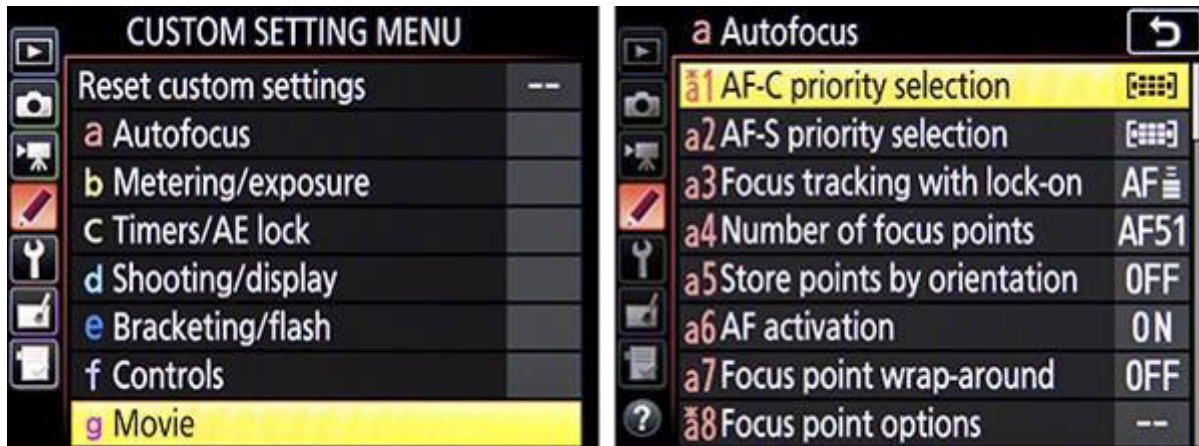 CUSTOM SETTING MENU
Reset custom settings --
a Autofocus
b Metering/exposure
c Timers/AE lock
d Shooting/display
e Bracketing/flash
f Controls
g Movie
a Autofocus
a1 AF-C priority selection
a2 AF-S priority selection
a3 Focus tracking with lock-on AF
a4 Number of focus points AF51
a5 Store points by orientation OFF
a6 AF activation ON
a7 Focus point wrap-around OFF
a8 Focus point options --
?